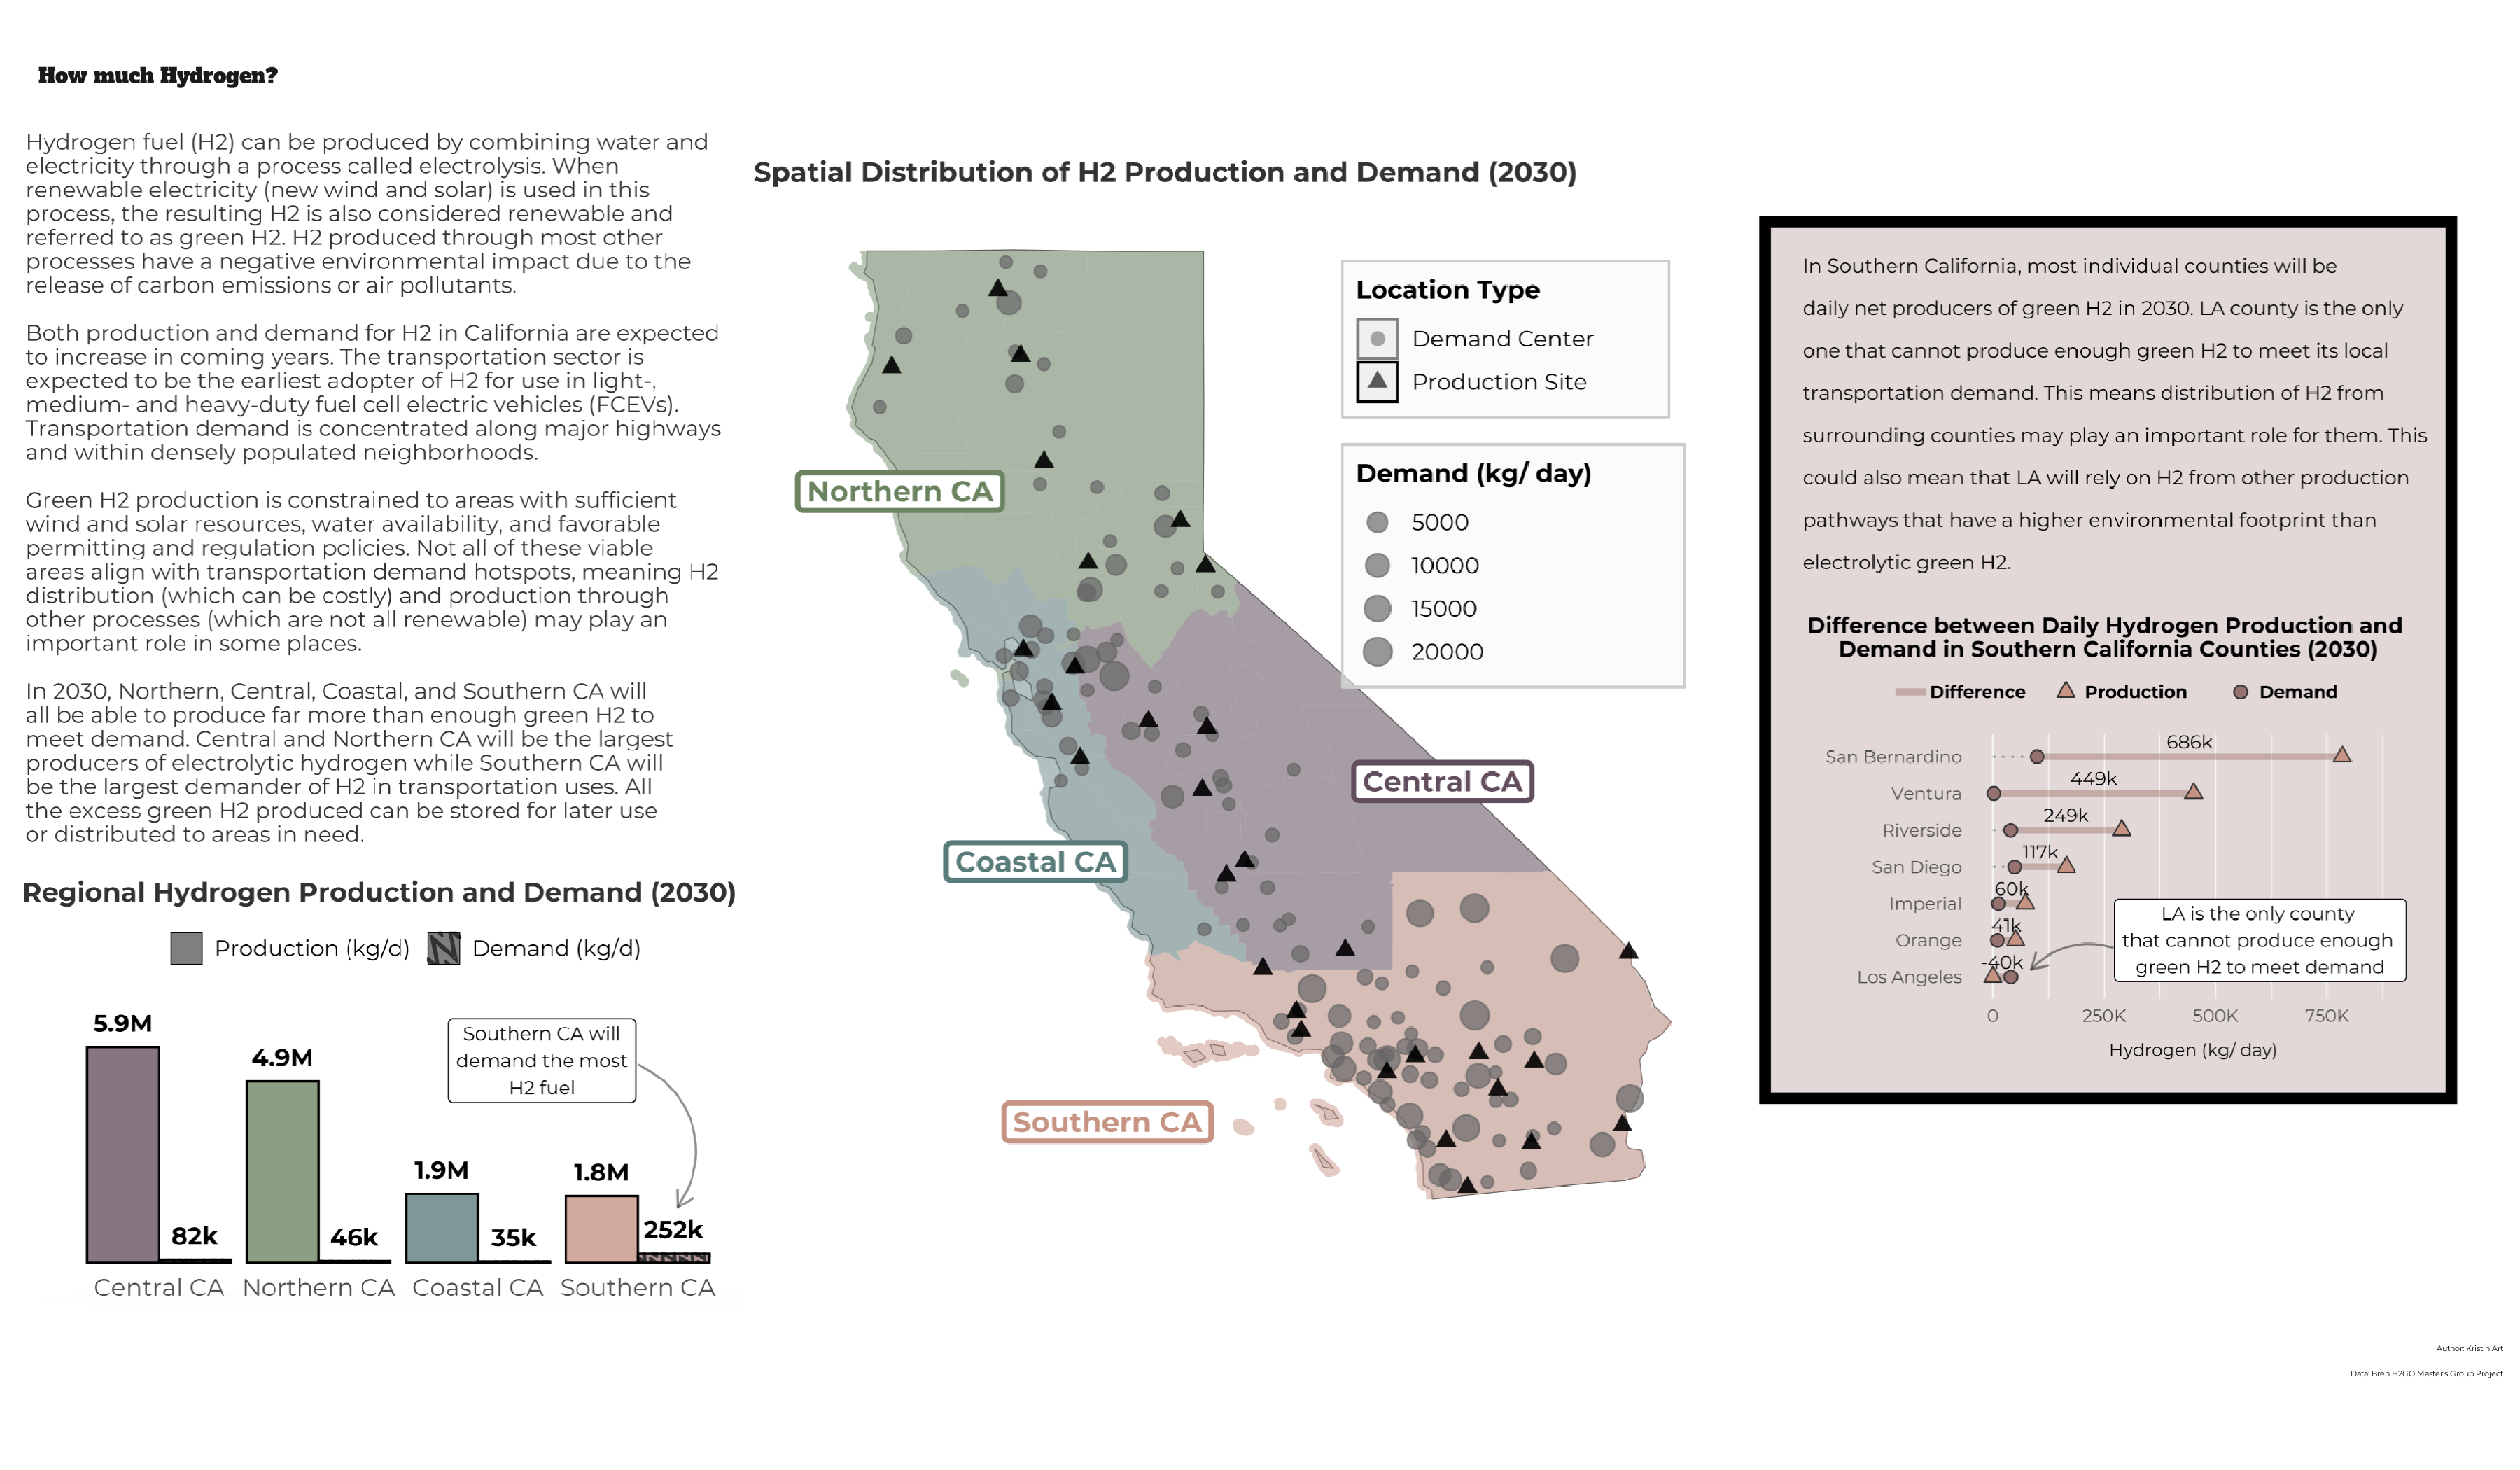 How much Hydrogen?
Hydrogen fuel (H2) can be produced by combining water and
electricity through a process called electrolysis. When
renewable electricity (new wind and solar) is used in this
process, the resulting H2 is also considered renewable and
referred to as green H2. H2 produced through most other
processes have a negative environmental impact due to the
release of carbon emissions or air pollutants.
Both production and demand for H2 in California are expected
to increase in coming years. The transportation sector is
expected to be the earliest adopter of H2 for use in light-,
medium- and heavy-duty fuel cell electric vehicles (FCEVs).
Transportation demand is concentrated along major highways
and within densely populated neighborhoods.
Green H2 production is constrained to areas with sufficient
wind and solar resources, water availability, and favorable
permitting and regulation policies. Not all of these viable
areas align with transportation demand hotspots, meaning H2
distribution (which can be costly) and production through
other processes (which are not all renewable) may play an
important role in some places.
In 2030, Northern, Central, Coastal, and Southern CA will
all be able to produce far more than enough green H2 to
meet demand. Central and Northern CA will be the largest
producers of electrolytic hydrogen while Southern CA will
be the largest demander of H2 in transportation uses. All
the excess green H2 produced can be stored for later use
or distributed to areas in need.
Regional Hydrogen Production and Demand (2030)
Production (kg/d) Demand (kg/d)
5.9M
82k
4.9M
46k
1.9M
35k
1.8M
252k
Southern CA will
demand the most
H2 fuel
Central CA Northern CA Coastal CA Southern CA
Spatial Distribution of H2 Production and Demand (2030)
Location Type
Demand Center
Production Site
Demand (kg/ day)
5000
10000
15000
20000
Northern CA
Central CA
Coastal CA
Southern CA
In Southern California, most individual counties will be
daily net producers of green H2 in 2030. LA county is the only
one that cannot produce enough green H2 to meet its local
transportation demand. This means distribution of H2 from
surrounding counties may play an important role for them. This
could also mean that LA will rely on H2 from other production
pathways that have a higher environmental footprint than
electrolytic green H2.
Difference between Daily Hydrogen Production and
Demand in Southern California Counties (2030)
Difference Production Demand
San Bernardino 686k
Ventura 449k
Riverside 249k
San Diego 117k
Imperial 60k
Orange 41k
Los Angeles -40k
LA is the only county
that cannot produce enough
green H2 to meet demand
0 250K 500K 750K
Hydrogen (kg/ day)
Author: Kristin Art
Data: Bren H2GO Master's Group Project